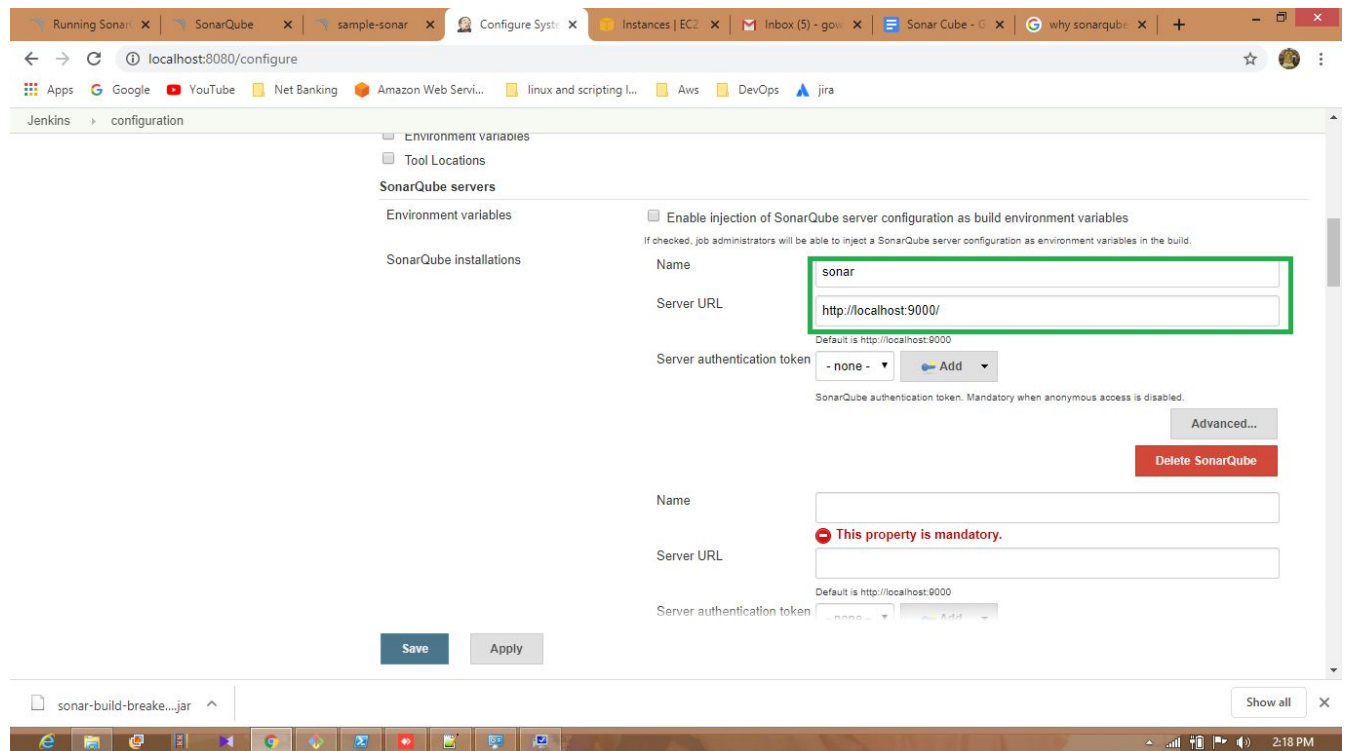 Running Sonar
SonarQube
sample-sonar
Configure Syste
Instances | EC2
Inbox (5) - gow
Sonar Cube - G
why sonarqube
localhost:8080/configure
Apps
Google
YouTube
Net Banking
Amazon Web Servi...
linux and scripting l...
Aws
DevOps
jira
Jenkins
configuration
Environment variables
Tool Locations
SonarQube servers
Environment variables
Enable injection of SonarQube server configuration as build environment variables
If checked, job administrators will be able to inject a SonarQube server configuration as environment variables in the build.
SonarQube installations
Name
sonar
Server URL
http://localhost:9000/
Default is http://localhost:9000
Server authentication token
- none -
Add
SonarQube authentication token. Mandatory when anonymous access is disabled.
Advanced...
Delete SonarQube
Name
This property is mandatory.
Server URL
Default is http://localhost:9000
Server authentication token
- none -
Add
Save
Apply
sonar-build-breake....jar
Show all
2:18 PM